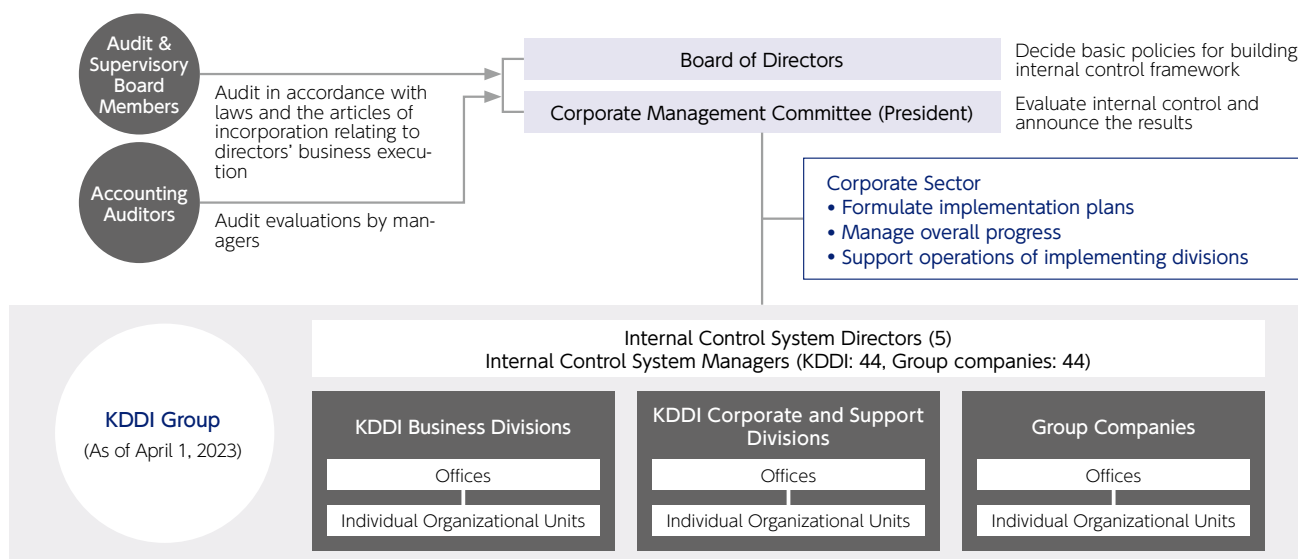 Audit &
Supervisory
Board
Members
Audit in accordance with
laws and the articles of
incorporation relating to
directors' business execu-
tion
Accounting
Auditors
Audit evaluations by man-
agers
Board of Directors
Decide basic policies for building
internal control framework
Corporate Management Committee (President)
Evaluate internal control and
announce the results
Corporate Sector
• Formulate implementation plans
• Manage overall progress
• Support operations of implementing divisions
KDDI Group
(As of April 1, 2023)
Internal Control System Directors (5)
Internal Control System Managers (KDDI: 44, Group companies: 44)
KDDI Business Divisions
Offices
Individual Organizational Units
KDDI Corporate and Support
Divisions
Offices
Individual Organizational Units
Group Companies
Offices
Individual Organizational Units